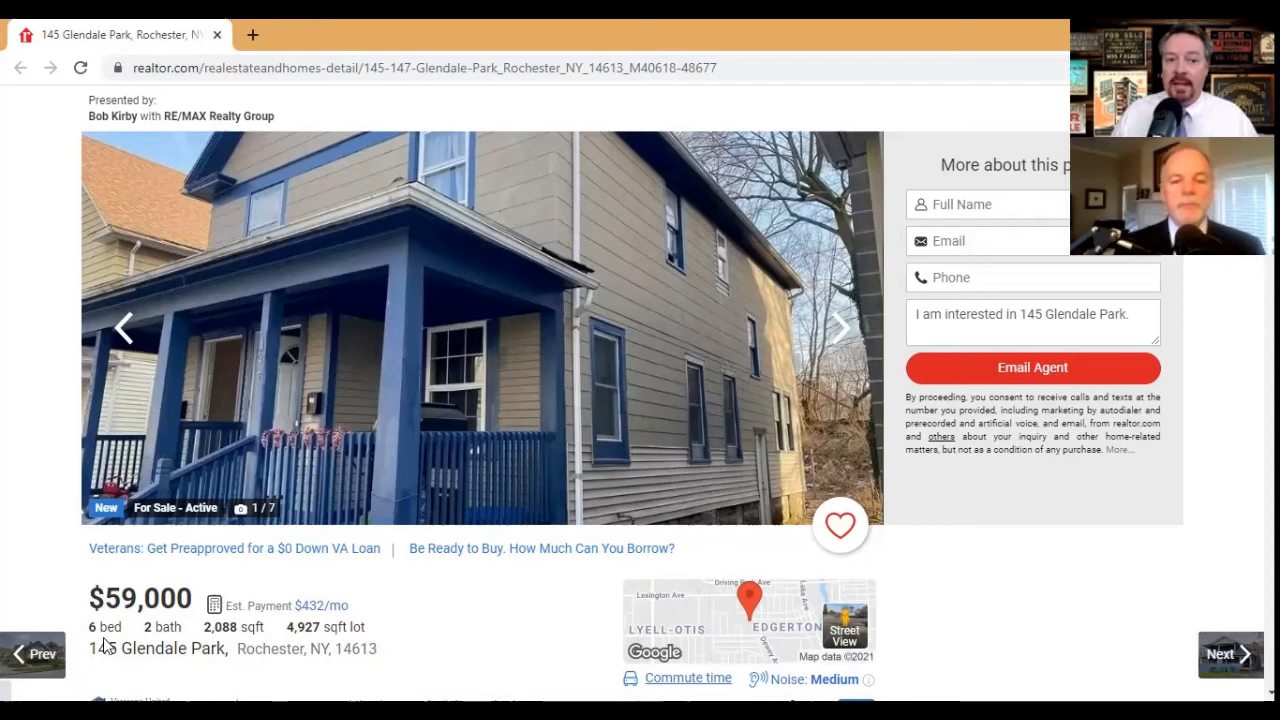 145 Glendale Park, Rochester, NY
realtor.com/realestateandhomes-detail/145-147-Glendale-Park_Rochester_NY_14613_M40618-48677
Presented by:
Bob Kirby with RE/MAX Realty Group
More about this p
Full Name
Email
Phone
I am interested in 145 Glendale Park.
Email Agent
By proceeding, you consent to receive calls and texts at the
number you provided, including marketing by autodialer and
prerecorded and artificial voice, and email, from realtor.com
and others about your inquiry and other home-related
matters, but not as a condition of any purchase. More...
New For Sale - Active 1 / 7
Veterans: Get Preapproved for a $0 Down VA Loan | Be Ready to Buy. How Much Can You Borrow?
$59,000 Est. Payment $432/mo
6 bed 2 bath 2,088 sqft 4,927 sqft lot
145 Glendale Park, Rochester, NY, 14613
Lexington Ave
Lake Ave
LYELL-OTIS
EDGERTON
Google
Street
View
Map data ©2021
Commute time
Noise: Medium
Prev
Next
FOR SALE
SALE